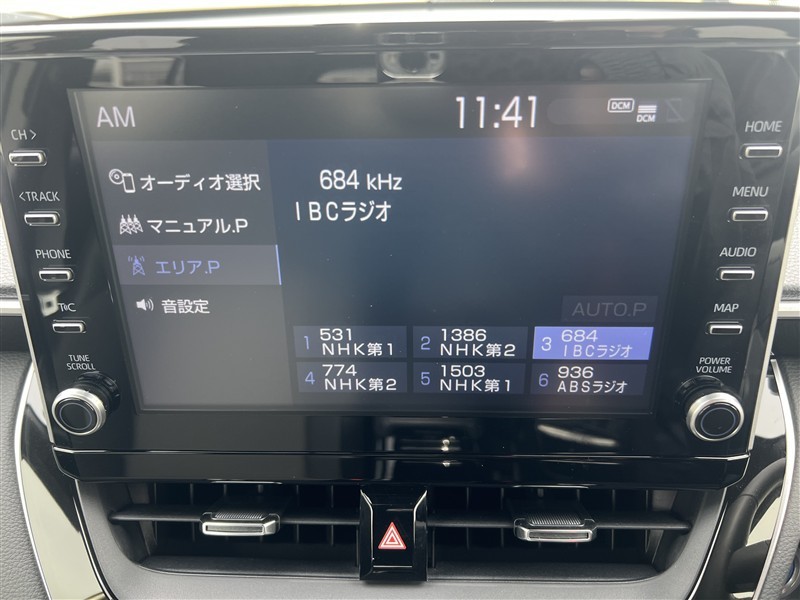 AM
11:41
DCM
DCM
CH >
<TRACK
PHONE
T
C
TUNE
SCROLL
HOME
MENU
AUDIO
MAP
POWER
VOLUME
オーディオ選択
マニュアル.P
エリア.P
音設定
684 kHz
IBCラジオ
AUTO.P
1 531 NHK第1
2 1386 NHK第2
3 684 IBCラジオ
4 774 NHK第2
5 1503 NHK第1
6 936 ABSラジオ